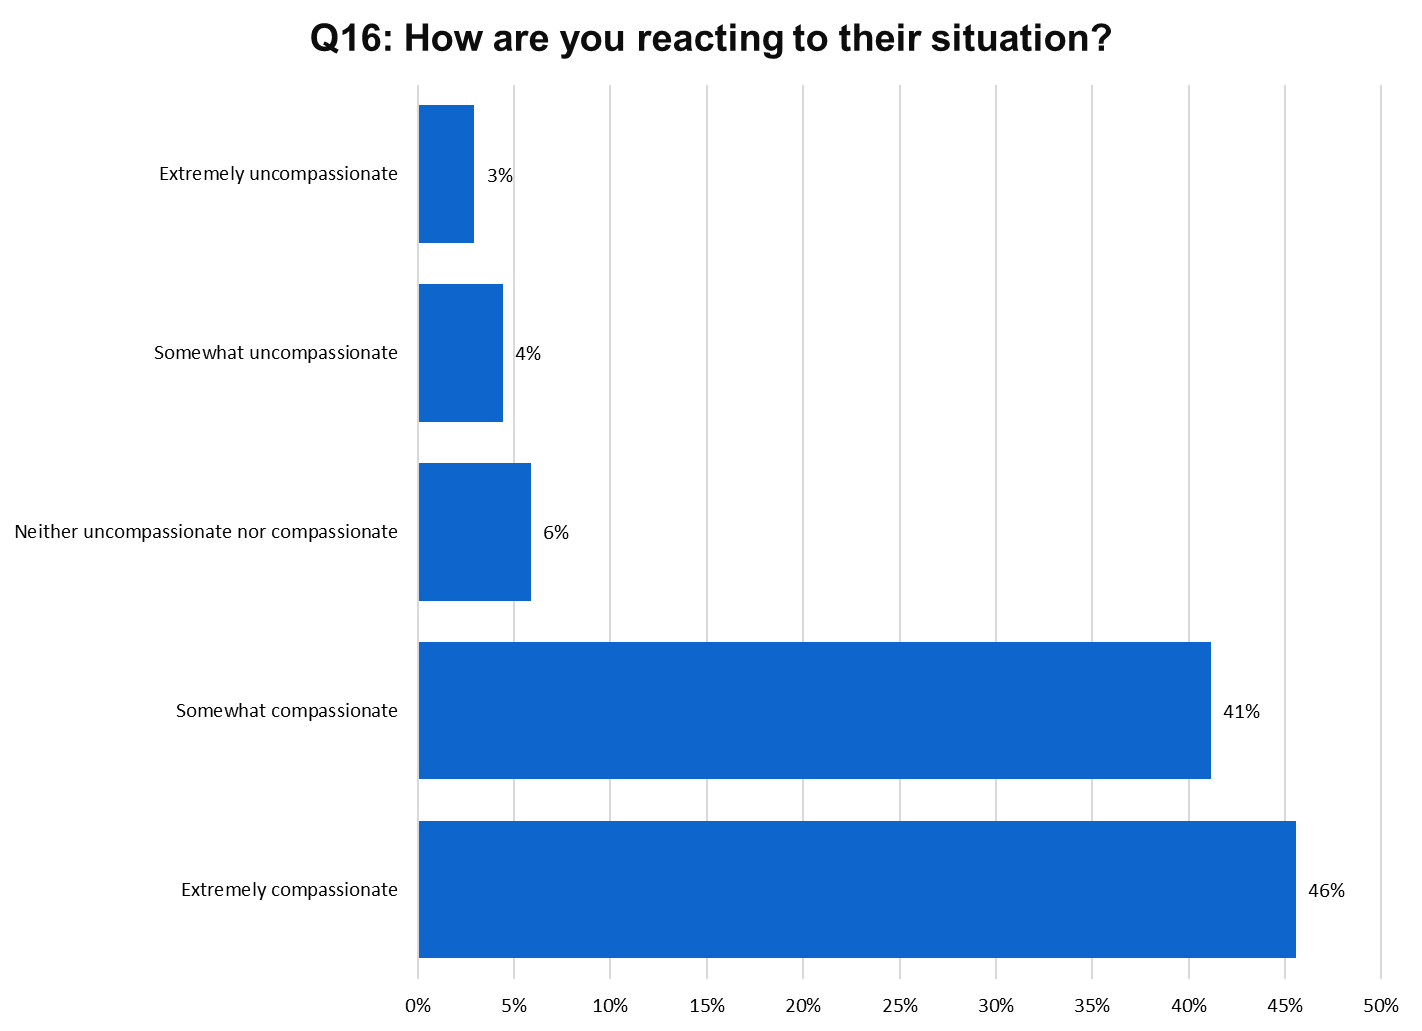 Q16: How are you reacting to their situation?
Extremely uncompassionate
3%
Somewhat uncompassionate
4%
Neither uncompassionate nor compassionate
6%
Somewhat compassionate
41%
Extremely compassionate
46%
0% 5% 10% 15% 20% 25% 30% 35% 40% 45% 50%